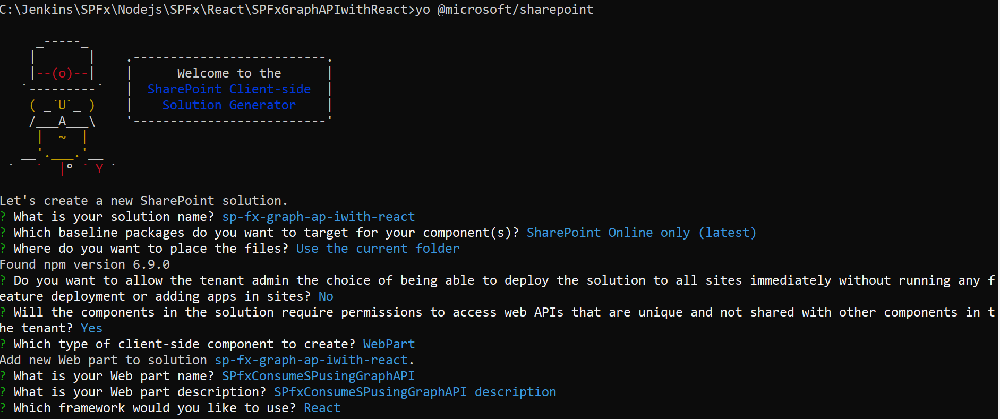 C:\Jenkins\SPFx\Nodejs\SPFx\React\SPFxGraphAPIwithReact>yo @microsoft/sharepoint
     _-----_
    |       |    .--------------------------.
    |--(o)--|    |      Welcome to the      |
   `---------´   |  SharePoint Client-side  |
    ( _´U`_ )    |    Solution Generator    |
    /___A___\    '--------------------------'
     |  ~  |
   __'.___.'__
 ´   `  |° ´ Y `
Let's create a new SharePoint solution.
? What is your solution name? sp-fx-graph-ap-iwith-react
? Which baseline packages do you want to target for your component(s)? SharePoint Online only (latest)
? Where do you want to place the files? Use the current folder
Found npm version 6.9.0
? Do you want to allow the tenant admin the choice of being able to deploy the solution to all sites immediately without running any f
eature deployment or adding apps in sites? No
? Will the components in the solution require permissions to access web APIs that are unique and not shared with other components in t
he tenant? Yes
? Which type of client-side component to create? WebPart
Add new Web part to solution sp-fx-graph-ap-iwith-react.
? What is your Web part name? SPfxConsumeSPusingGraphAPI
? What is your Web part description? SPfxConsumeSPusingGraphAPI description
? Which framework would you like to use? React